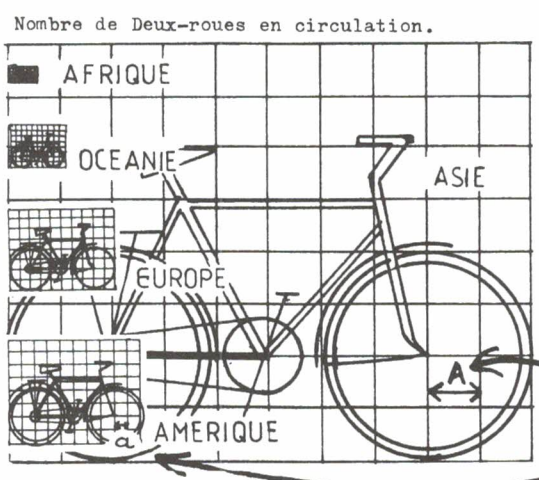 Nombre de Deux-roues en circulation.
AFRIQUE
OCEANIE
ASIE
EUROPE
A
a
AMERIQUE